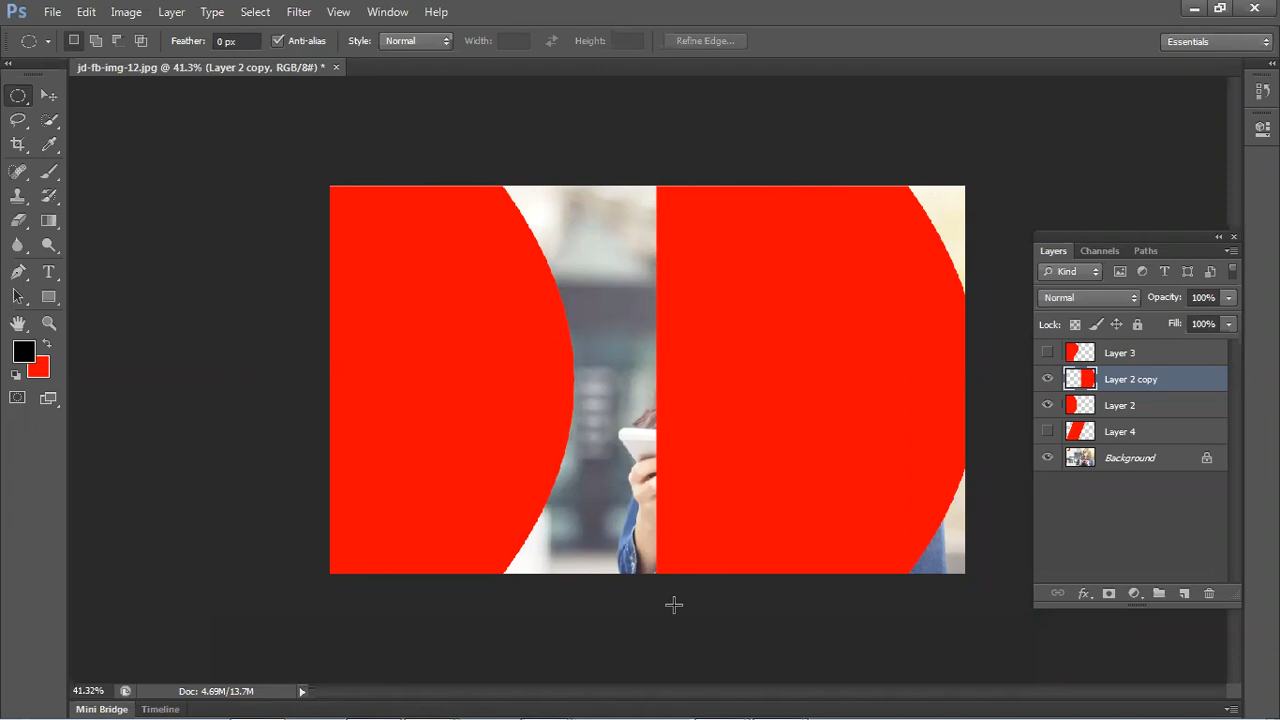 Ps File Edit Image Layer Type Select Filter View Window Help
Feather: 0 px Anti-alias Style: Normal Width: Height: Refine Edge... Essentials
jd-fb-img-12.jpg @ 41.3% (Layer 2 copy, RGB/8#) * ×
Layers Channels Paths
Kind
Normal Opacity: 100%
Lock: Fill: 100%
Layer 3
Layer 2 copy
Layer 2
Layer 4
Background
fx
41.32% Doc: 4.69M/13.7M
Mini Bridge Timeline